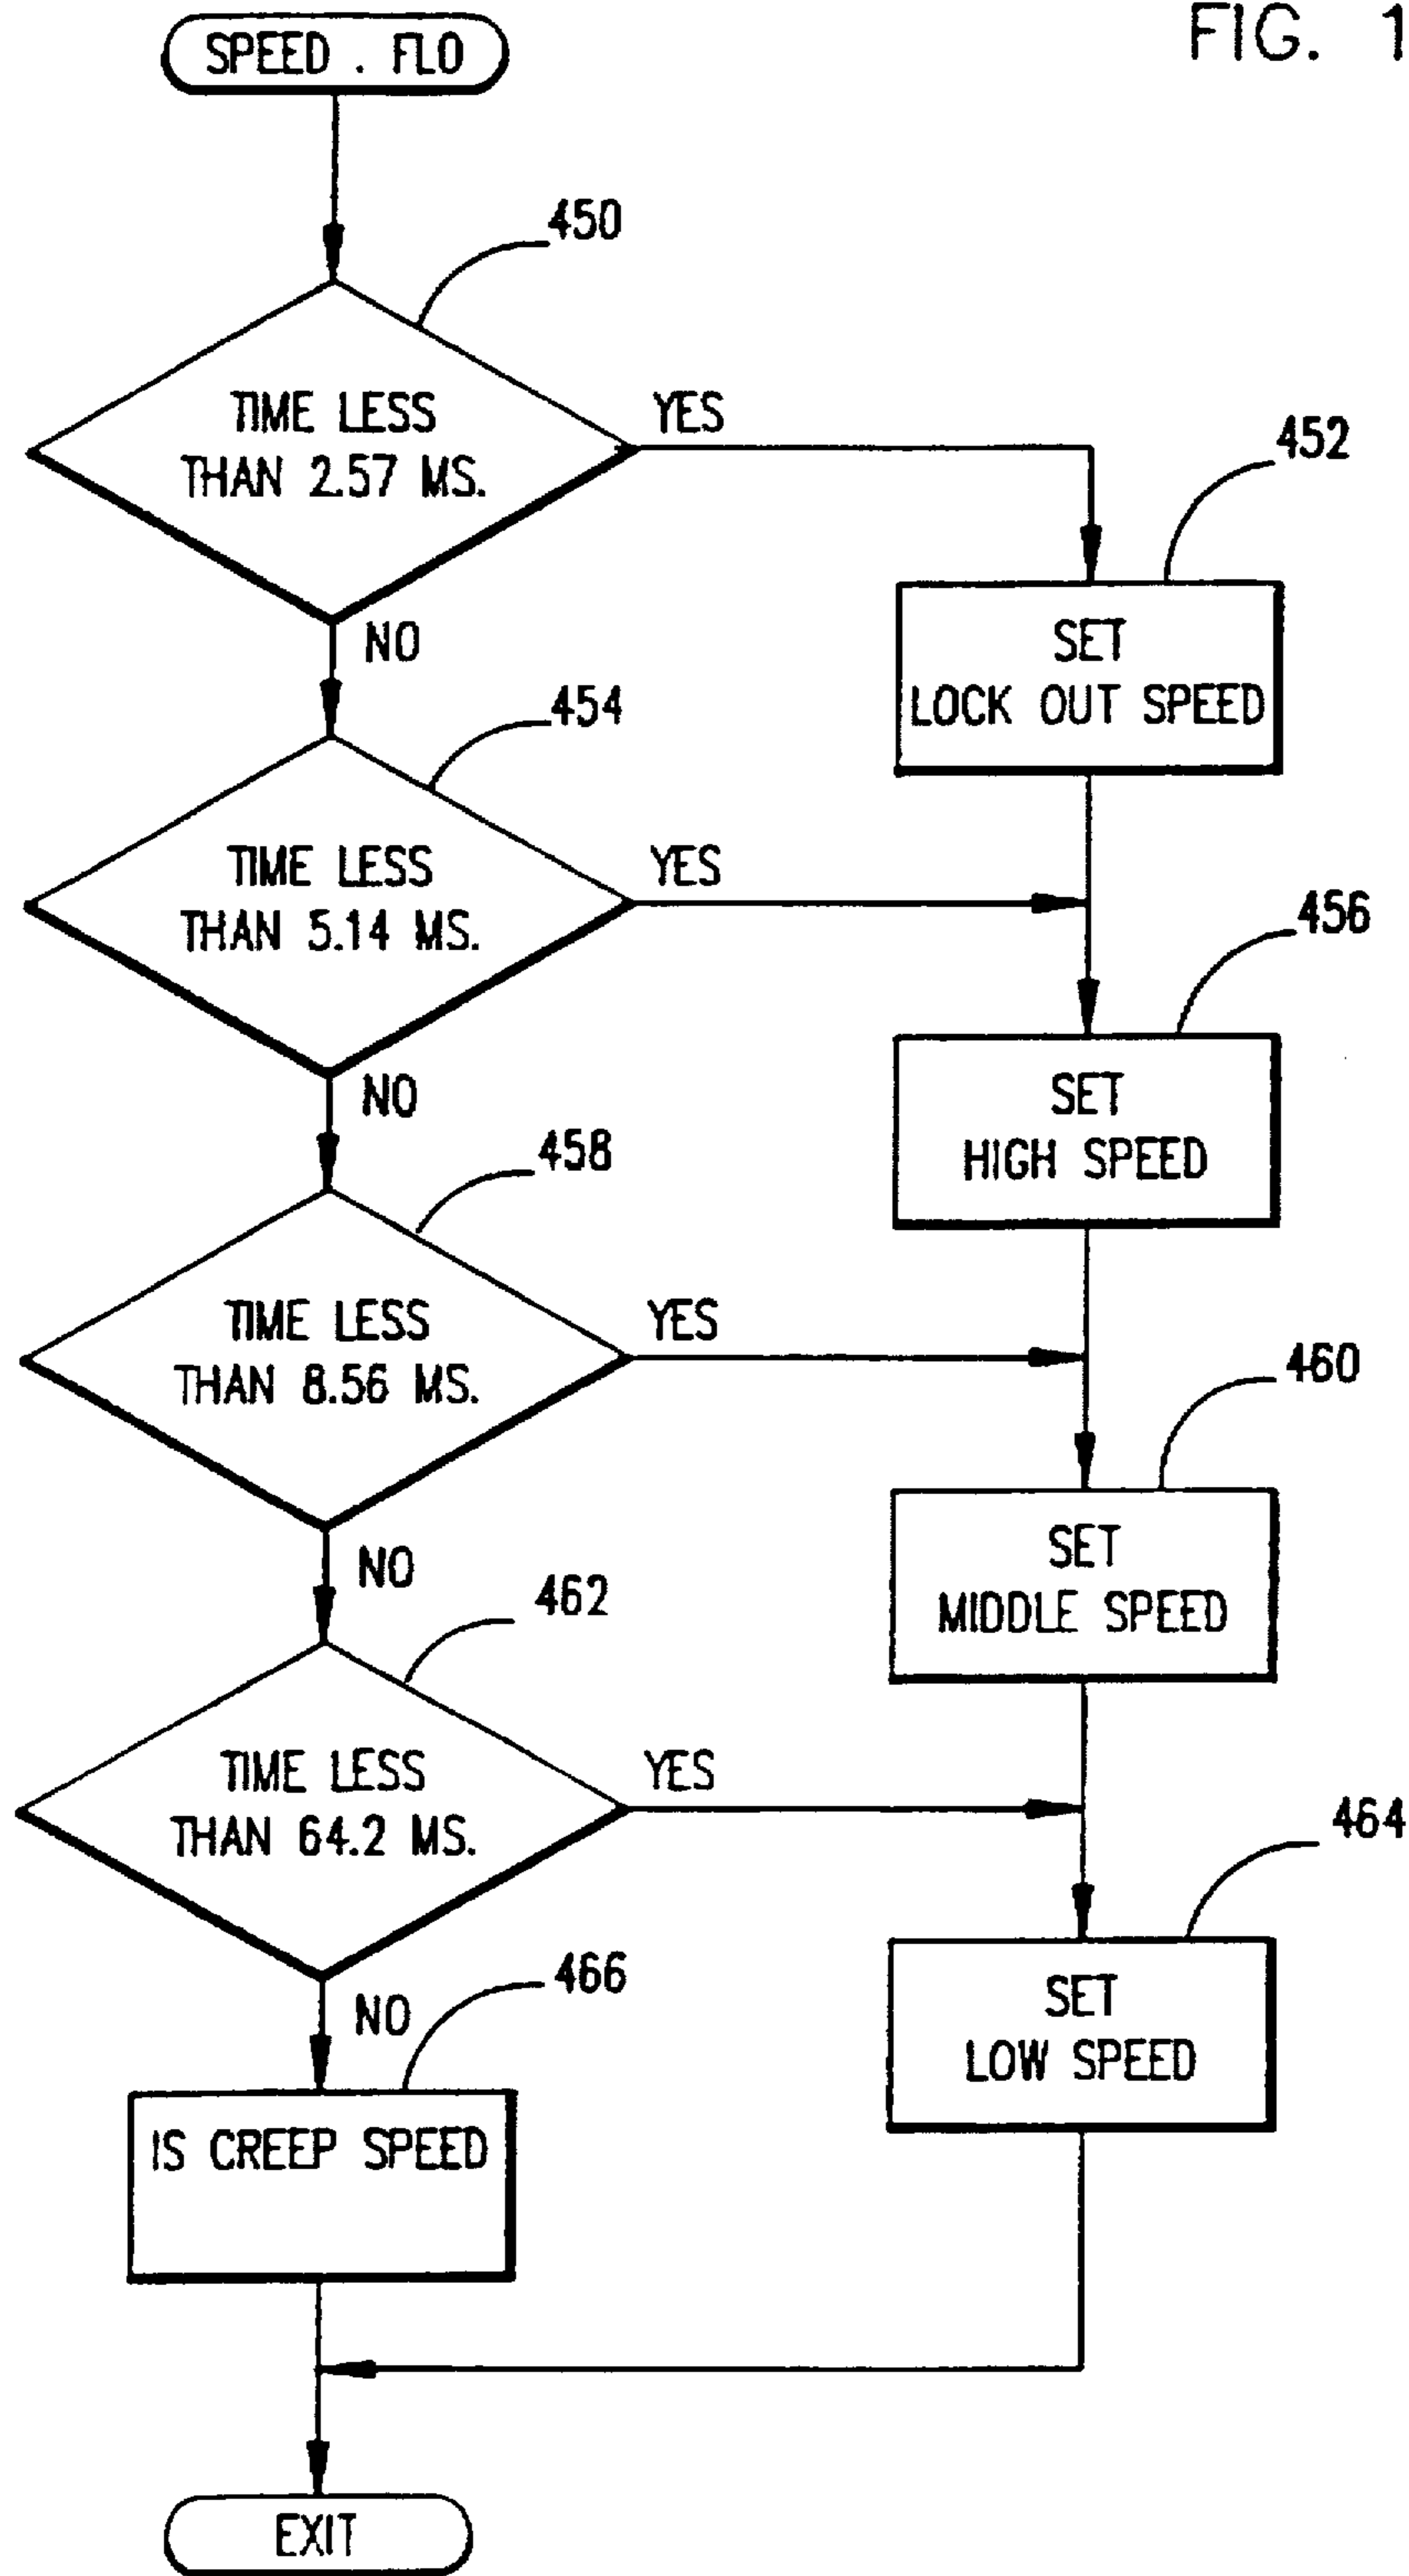 FIG. 1
SPEED . FLO
450
TIME LESS
THAN 2.57 MS.
YES
NO
452
SET
LOCK OUT SPEED
454
TIME LESS
THAN 5.14 MS.
YES
NO
456
SET
HIGH SPEED
458
TIME LESS
THAN 8.56 MS.
YES
NO
460
SET
MIDDLE SPEED
462
TIME LESS
THAN 64.2 MS.
YES
NO
464
SET
LOW SPEED
466
IS CREEP SPEED
EXIT